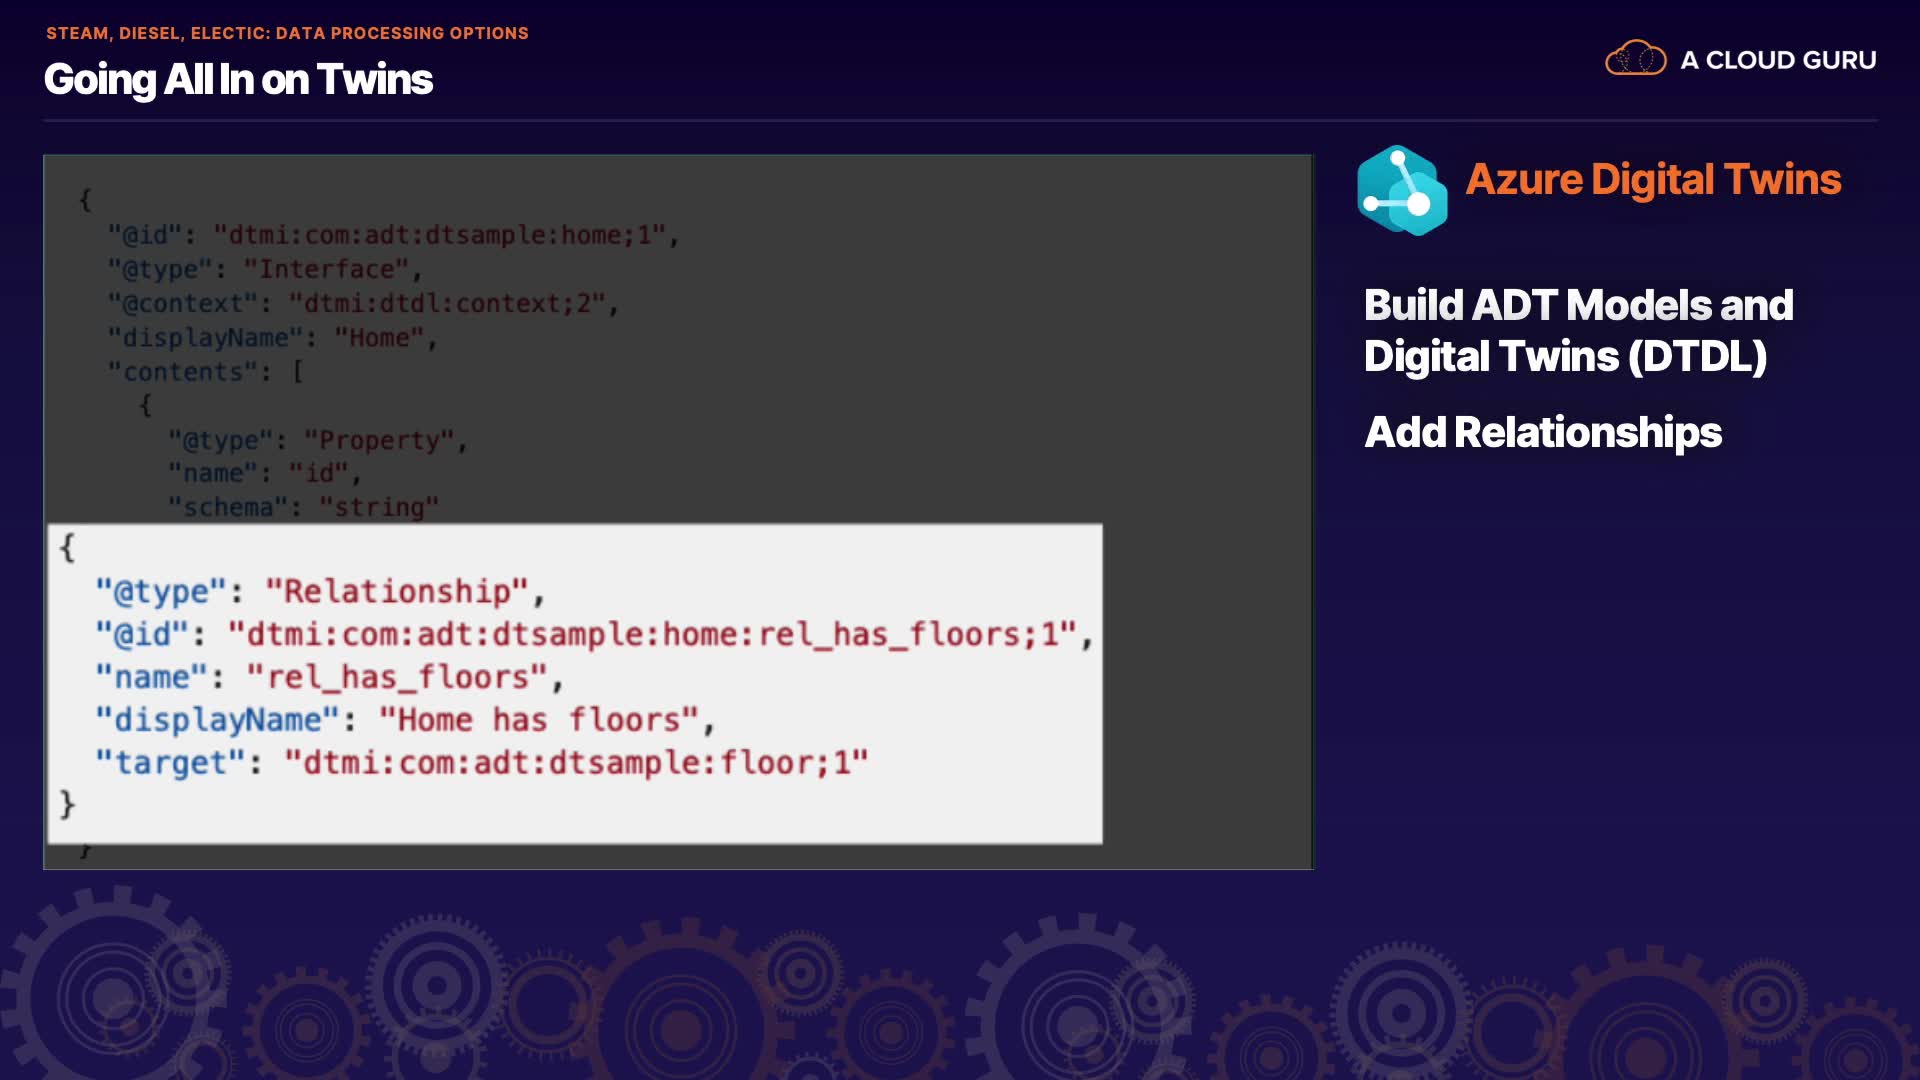 STEAM, DIESEL, ELECTIC: DATA PROCESSING OPTIONS
Going All In on Twins
A CLOUD GURU
{
"@id": "dtmi:com:adt:dtsample:home;1",
"@type": "Interface",
"@context": "dtmi:dtdl:context;2",
"displayName": "Home",
"contents": [
{
"@type": "Property",
"name": "id",
"schema": "string"
{
"@type": "Relationship",
"@id": "dtmi:com:adt:dtsample:home:rel_has_floors;1",
"name": "rel_has_floors",
"displayName": "Home has floors",
"target": "dtmi:com:adt:dtsample:floor;1"
}
}
Azure Digital Twins
Build ADT Models and
Digital Twins (DTDL)
Add Relationships